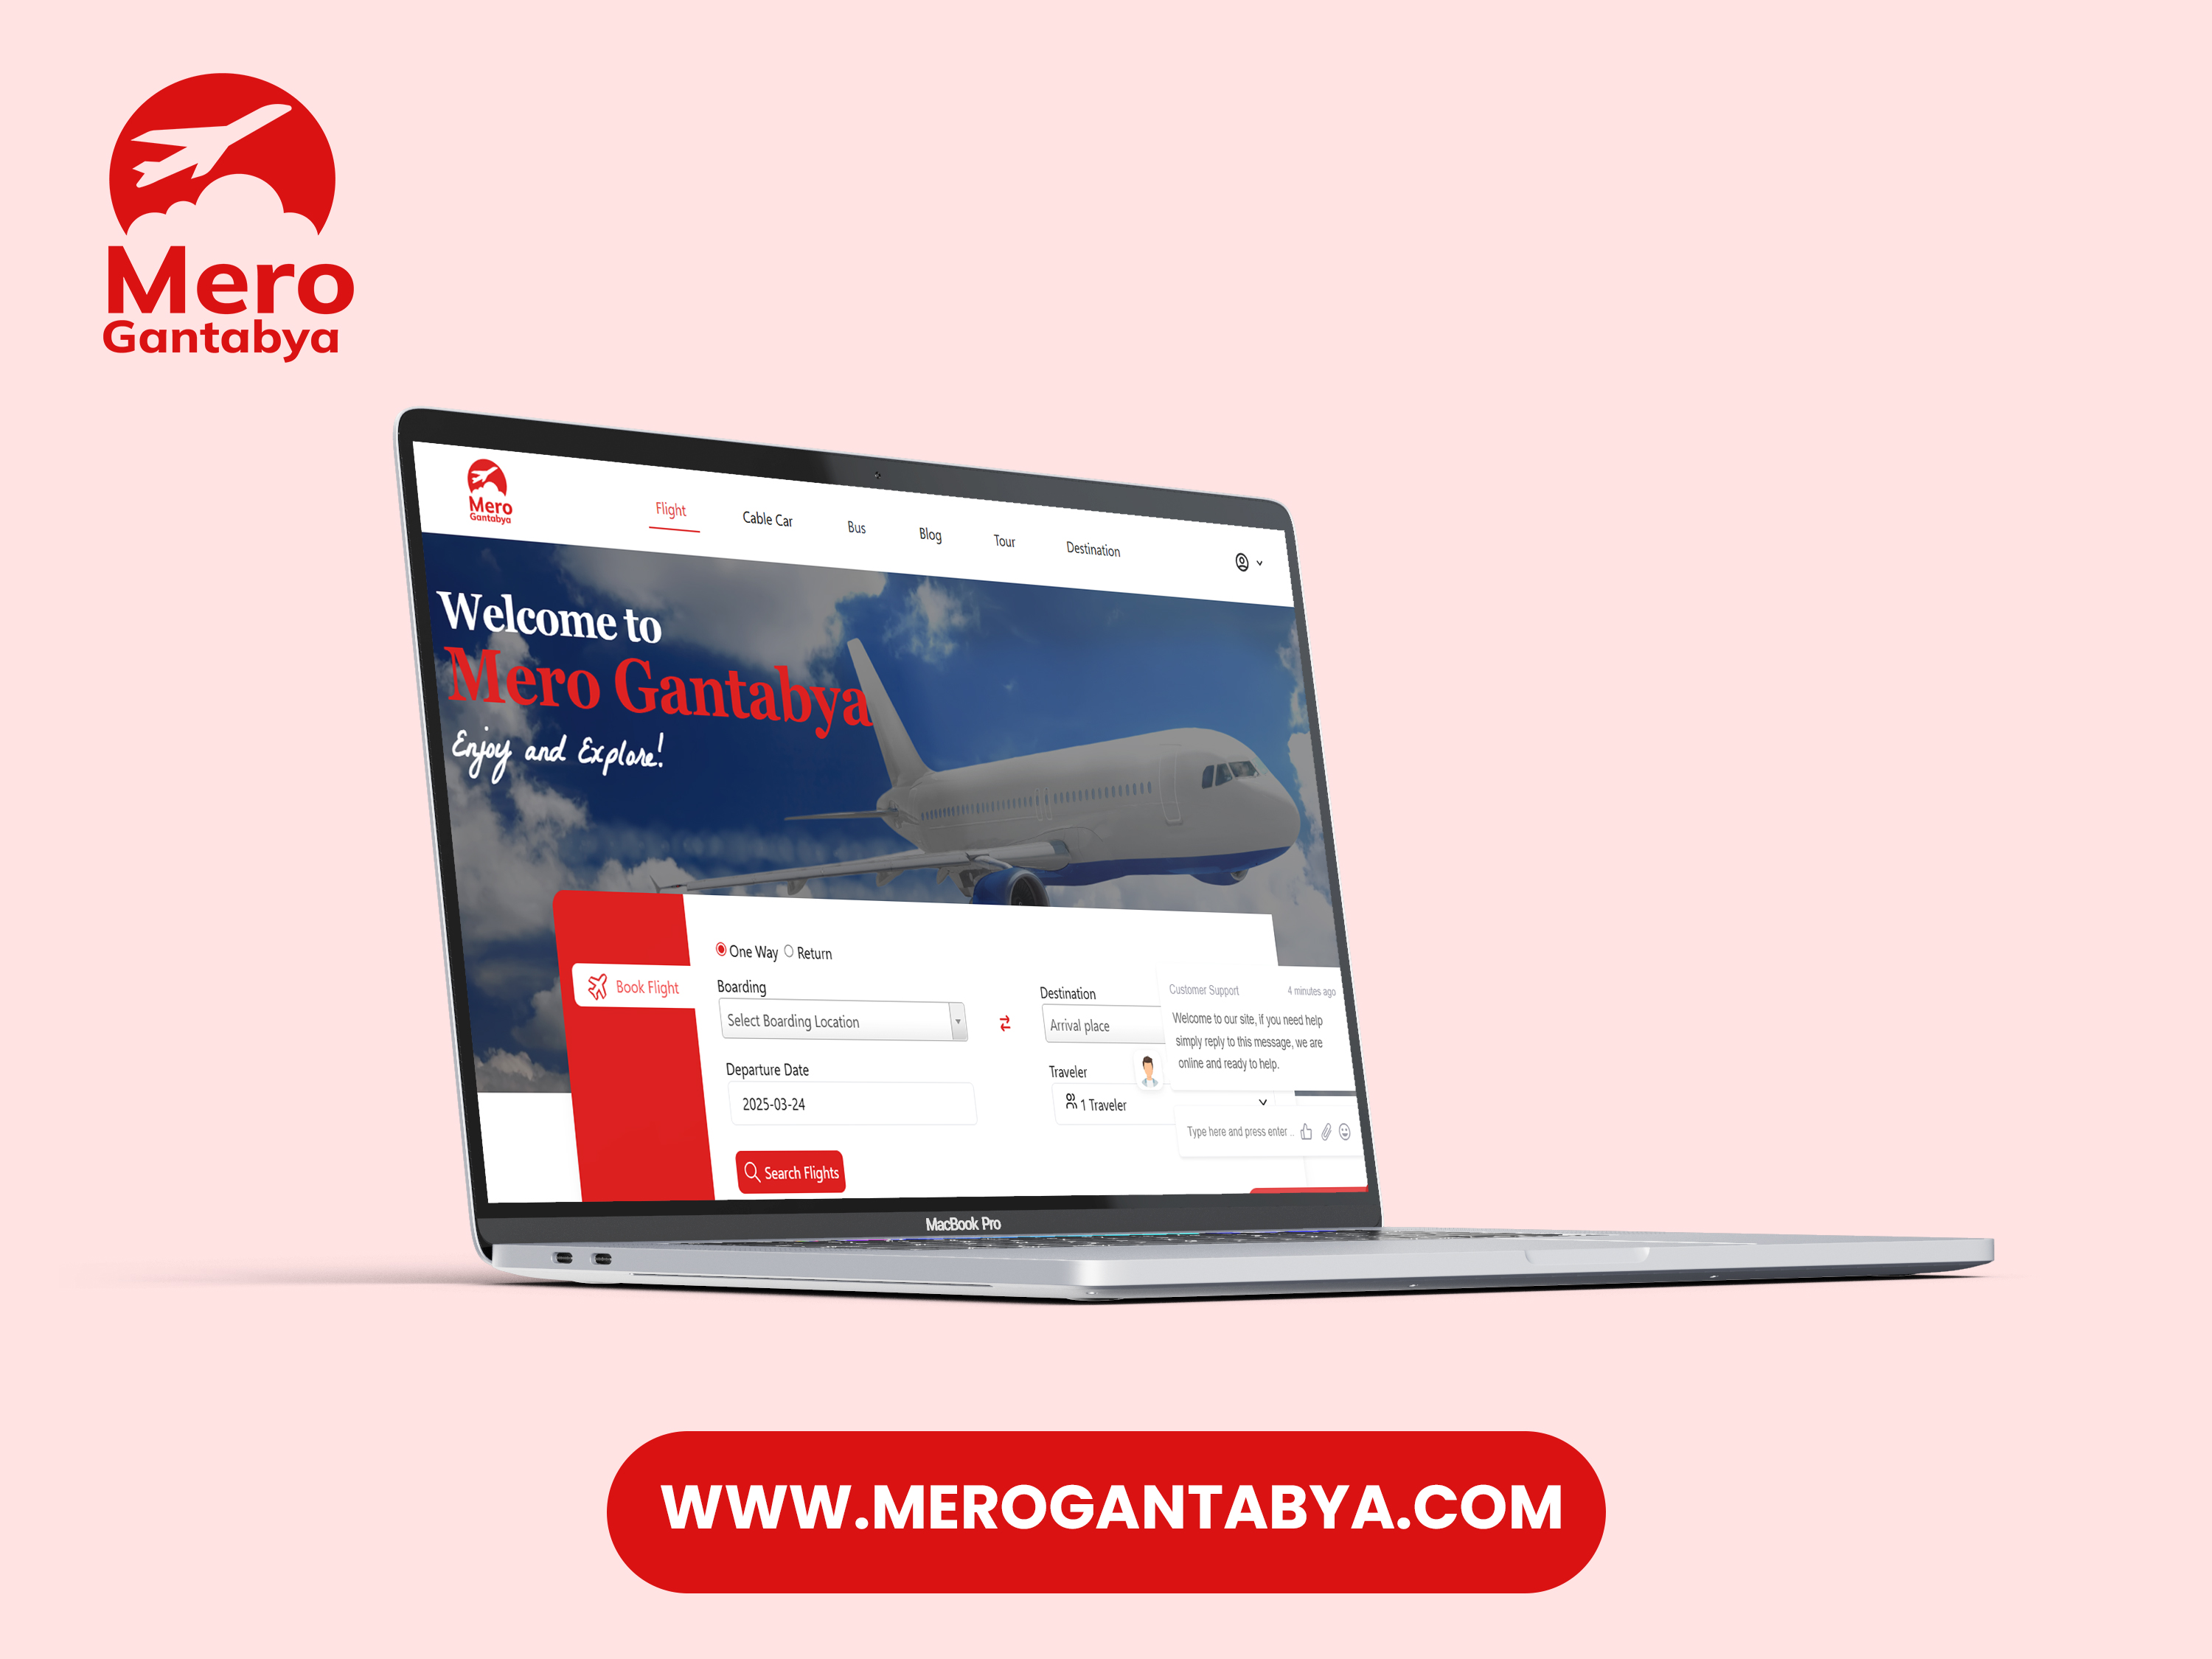 Mero
Gantabya
Mero
Gantabya
Flight
Cable Car
Bus
Blog
Tour
Destination
Welcome to
Mero Gantabya
Enjoy and Explore!
One Way
Return
Book Flight
Boarding
Select Boarding Location
Destination
Arrival place
Customer Support
4 minutes ago
Welcome to our site, if you need help
simply reply to this message, we are
online and ready to help.
Departure Date
2025-03-24
Traveler
1 Traveler
Type here and press enter ..
Search Flights
MacBook Pro
WWW.MEROGANTABYA.COM